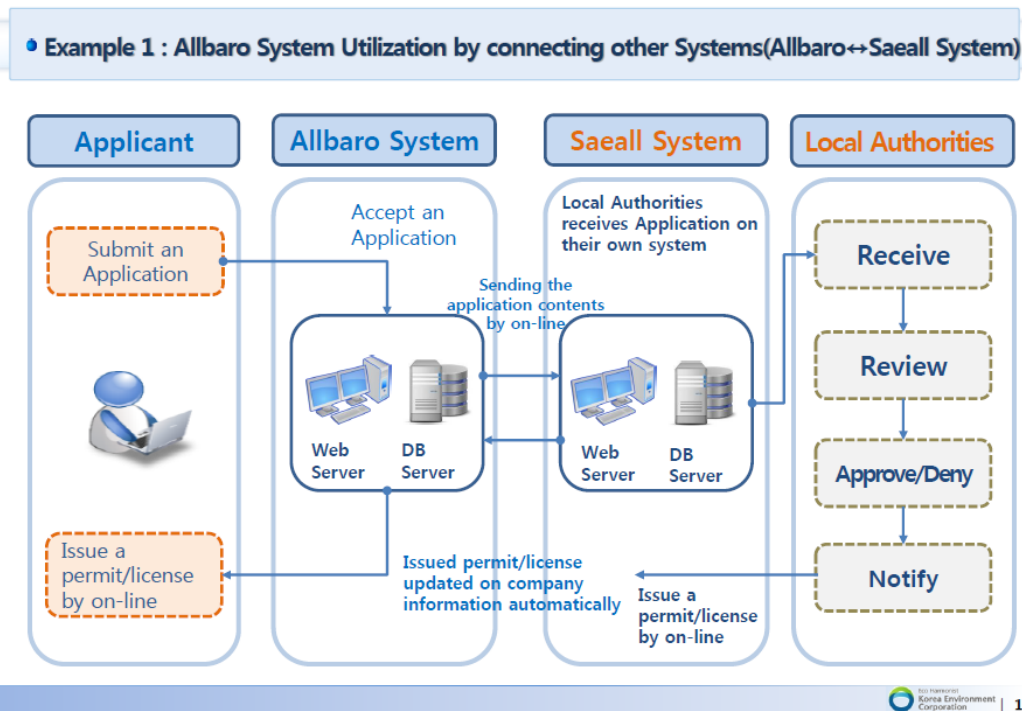 Example 1 : Allbaro System Utilization by connecting other Systems(Allbaro↔Saeall System)
Applicant
Allbaro System
Saeall System
Local Authorities
Submit an
Application
Accept an
Application
Local Authorities
receives Application on
their own system
Receive
Sending the
application contents
by on-line
Review
Web
Server
DB
Server
Web
Server
DB
Server
Approve/Deny
Issue a
permit/license
by on-line
Issued permit/license
updated on company
information automatically
Issue a
permit/license
by on-line
Notify
Korea Environment
Corporation
| 1